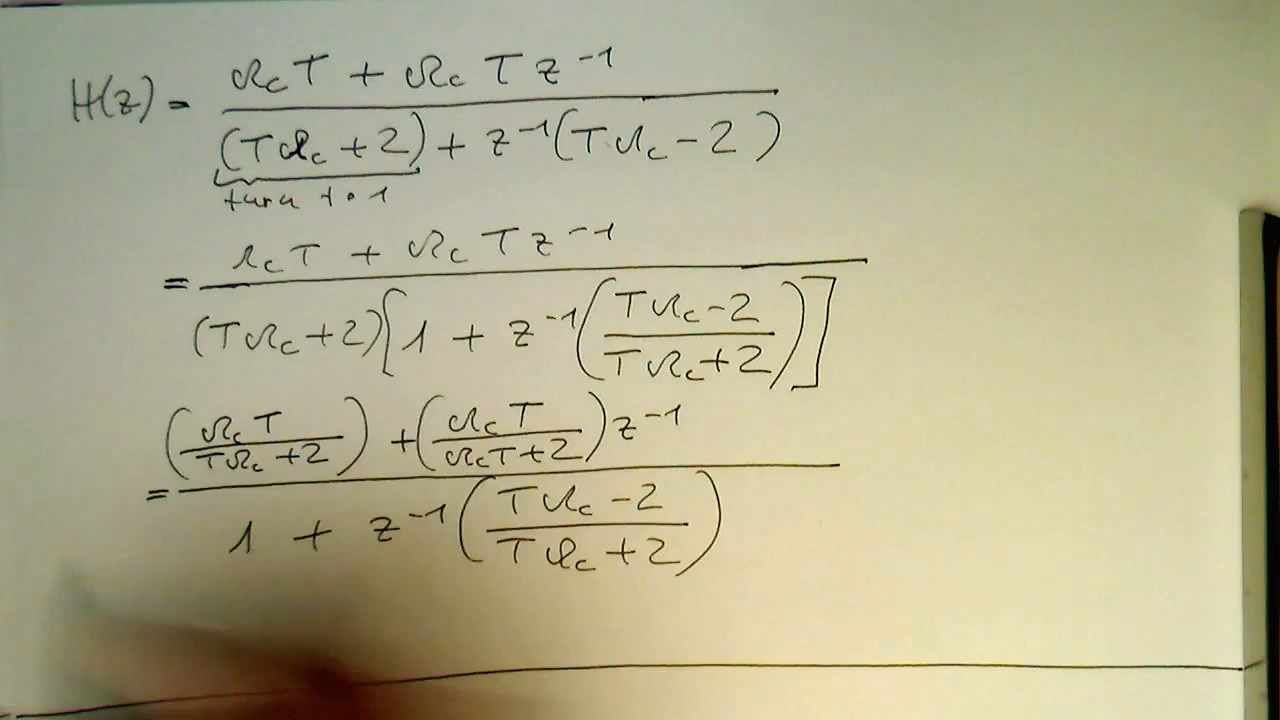 H(z) = (Ω_c T + Ω_c T z^-1) / ((TΩ_c + 2) + z^-1(TΩ_c - 2))
turn to 1
= (Ω_c T + Ω_c T z^-1) / ((TΩ_c + 2)[1 + z^-1((TΩ_c - 2)/(TΩ_c + 2))])
= ((Ω_c T)/(TΩ_c + 2)) + ((Ω_c T)/(Ω_c T + 2)) z^-1 / (1 + z^-1((TΩ_c - 2)/(TΩ_c + 2)))